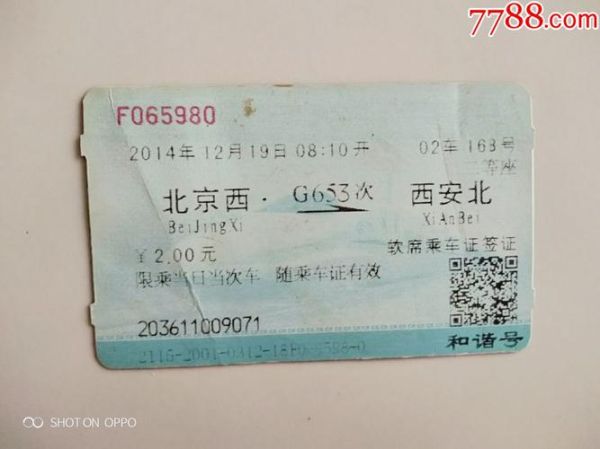 7788.com
F065980
2014年12月19日08:10开 02车16B号
二等座
北京西 G653次 西安北
BeiJingXi XiAnBei
¥2.00元 软席乘车证签证
限乘当日当次车 随乘车证有效
203611009071
和谐号
SHOT ON OPPO